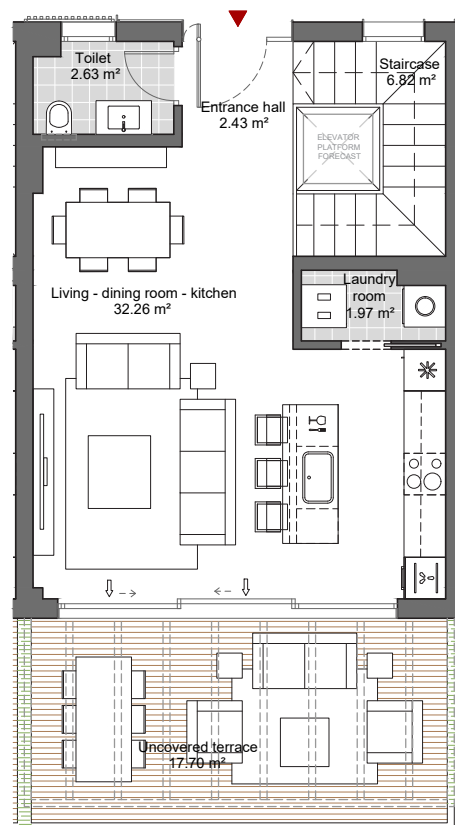 Toilet
2.63 m²
Staircase
6.82 m²
Entrance hall
2.43 m²
ELEVATOR
PLATFORM
FORECAST
Laundry
room
1.97 m²
Living - dining room - kitchen
32.26 m²
Uncovered terrace
17.70 m²